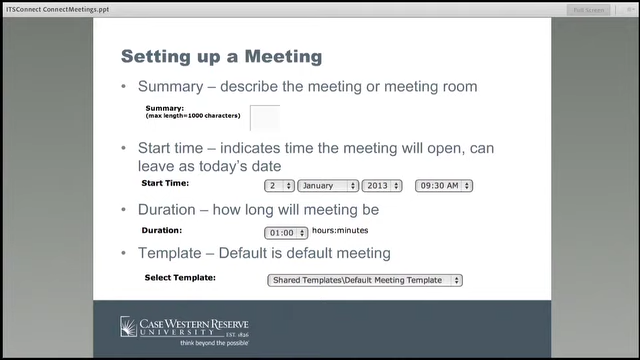 ITSConnect ConnectMeetings.ppt
Full Screen
Setting up a Meeting
• Summary – describe the meeting or meeting room
Summary:
(max length=1000 characters)
• Start time – indicates time the meeting will open, can
leave as today's date
Start Time: 2 January 2013 09:30 AM
• Duration – how long will meeting be
Duration: 01:00 hours:minutes
• Template – Default is default meeting
Select Template: Shared Templates\Default Meeting Template
CASE WESTERN RESERVE
UNIVERSITY EST. 1826
think beyond the possible®